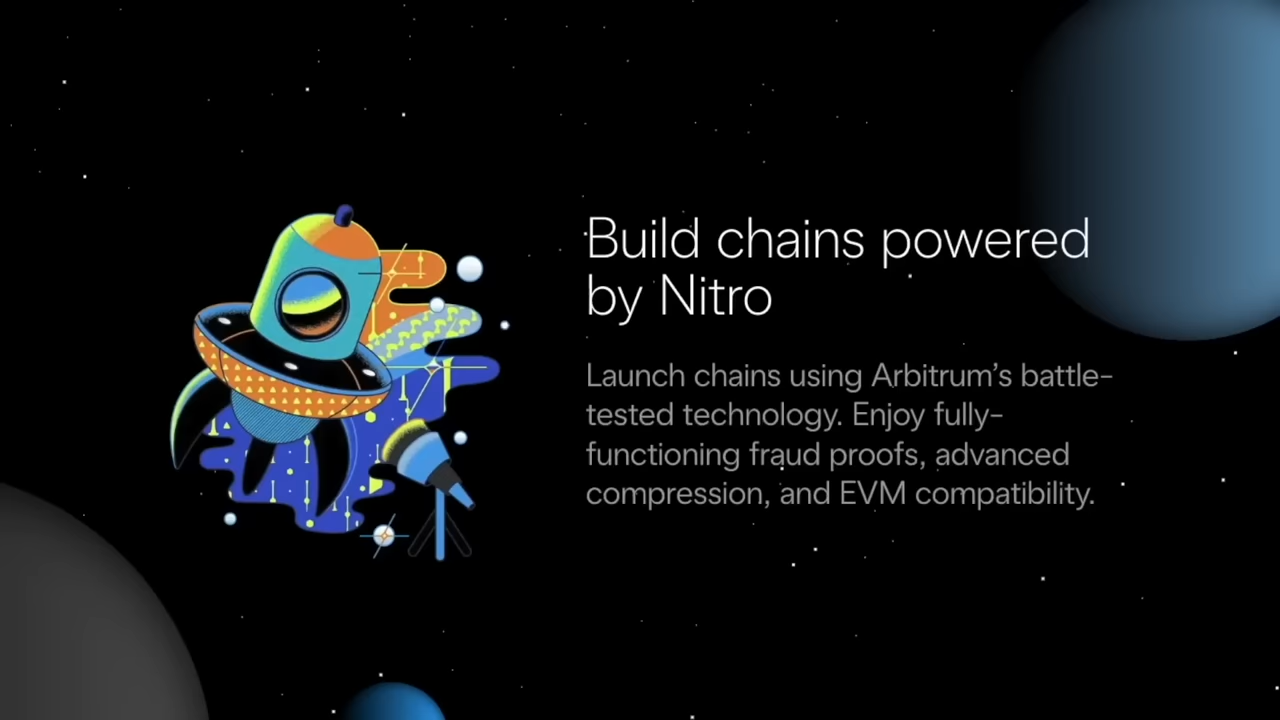 Build chains powered
by Nitro
Launch chains using Arbitrum’s battle-
tested technology. Enjoy fully-
functioning fraud proofs, advanced
compression, and EVM compatibility.